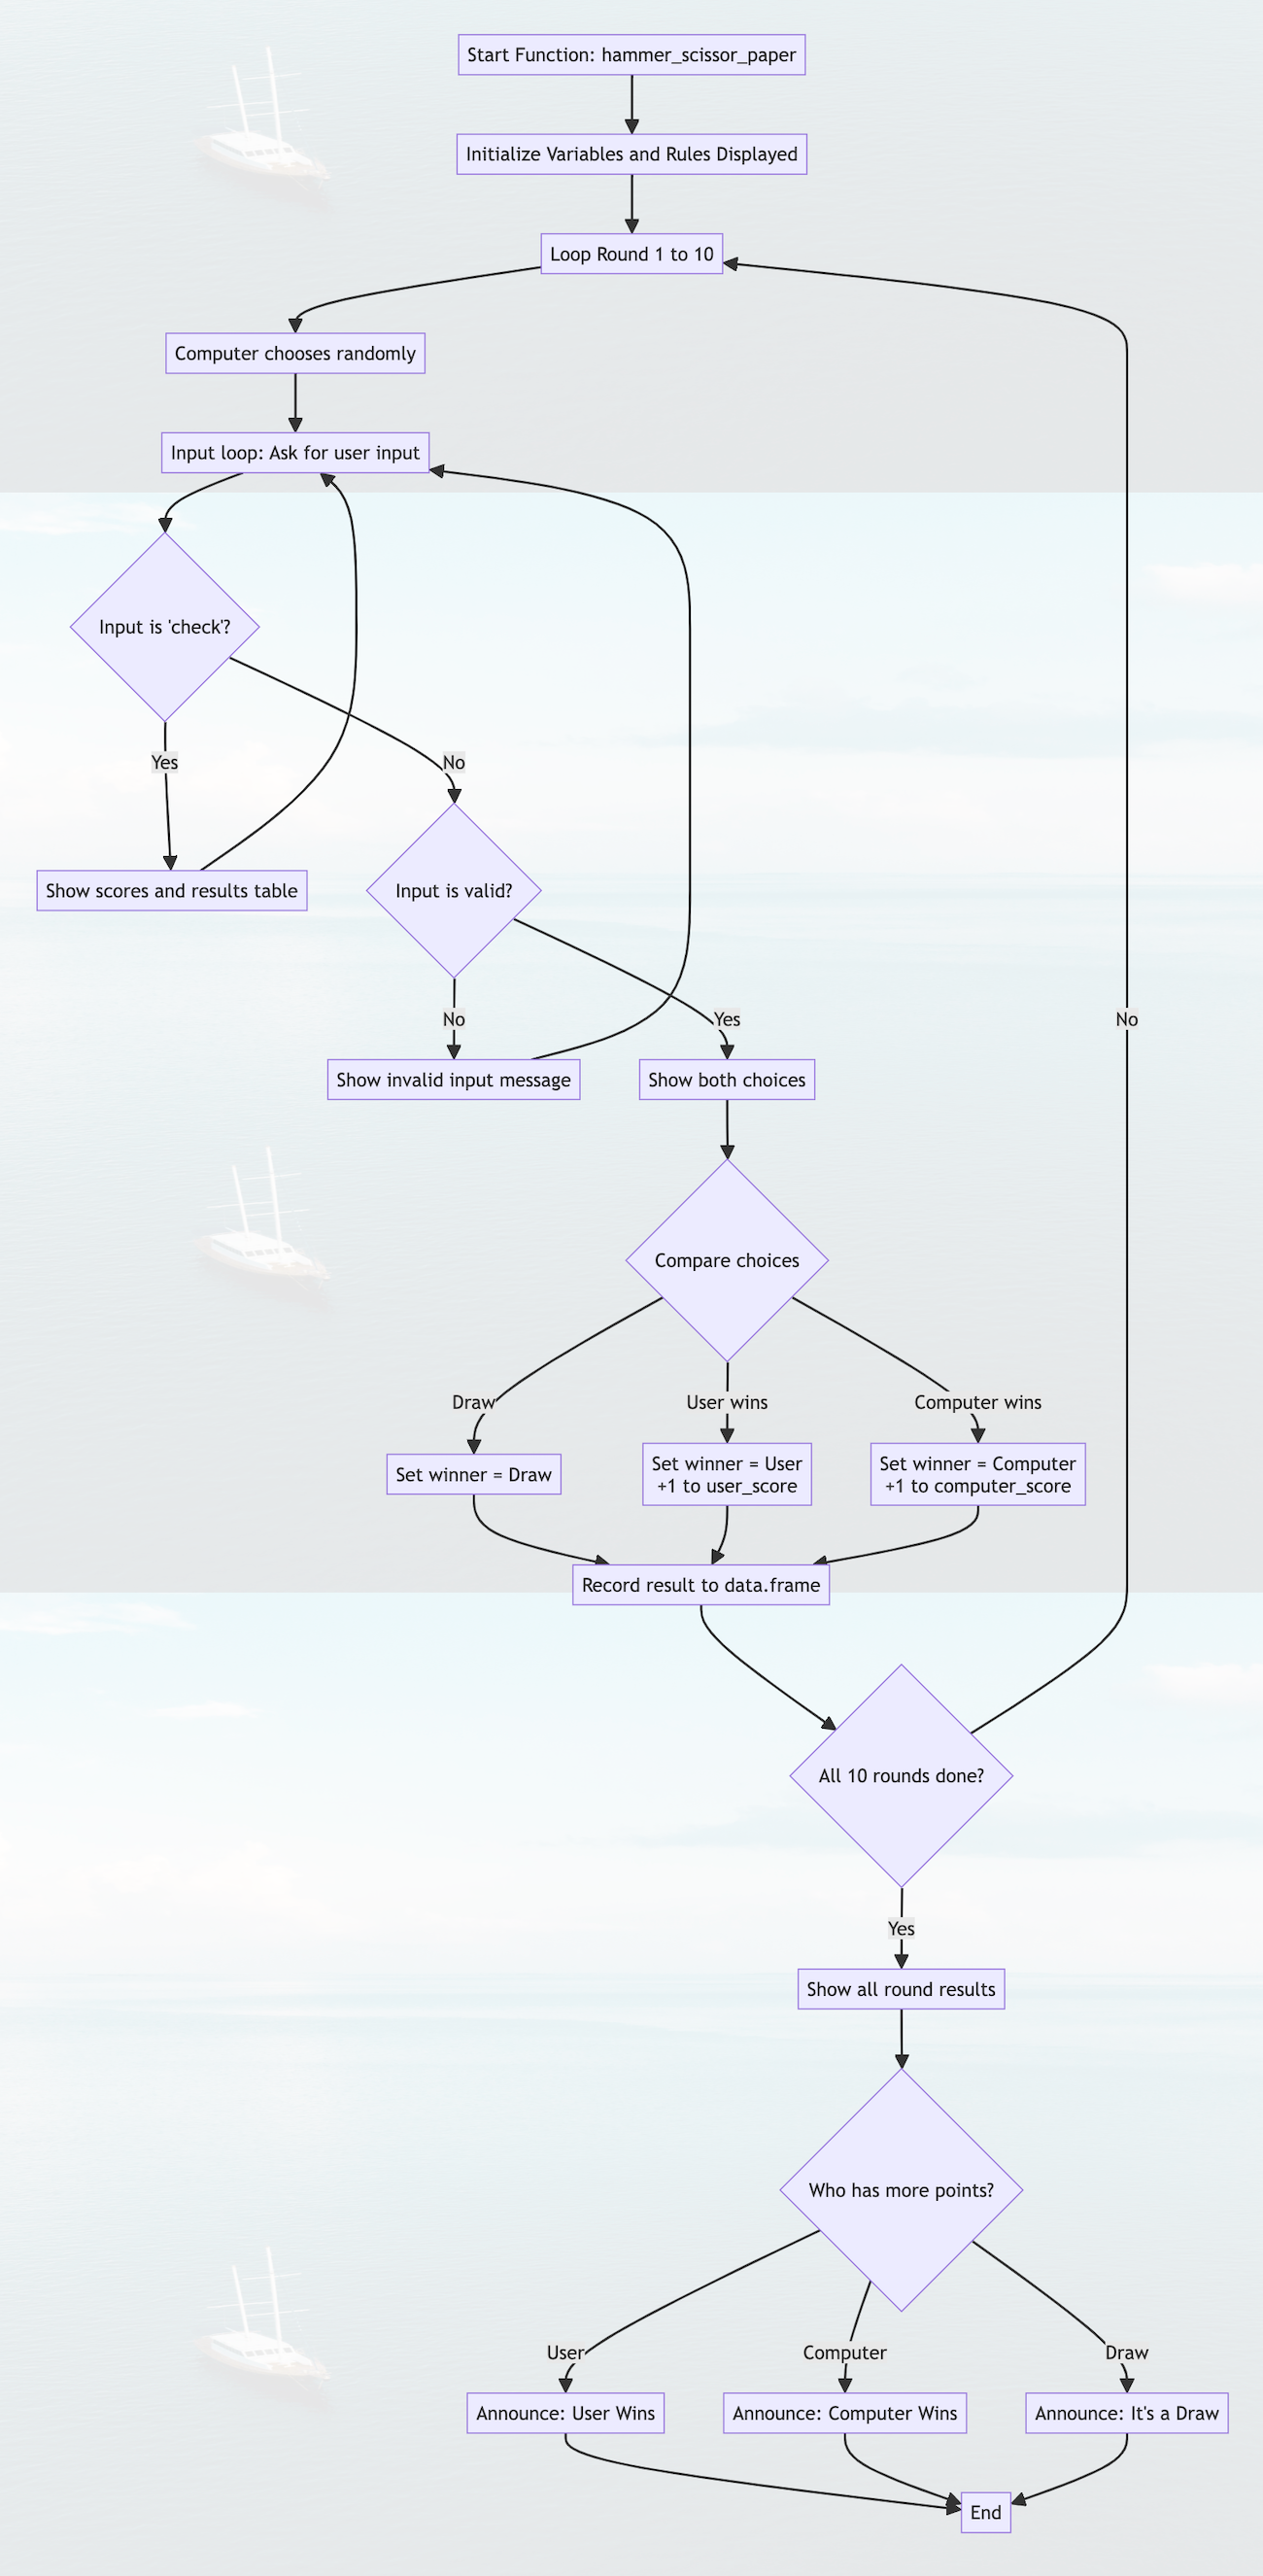 Start Function: hammer_scissor_paper
Initialize Variables and Rules Displayed
Loop Round 1 to 10
Computer chooses randomly
Input loop: Ask for user input
Input is 'check'?
Yes
No
Show scores and results table
Input is valid?
No
Yes
No
Show invalid input message
Show both choices
Compare choices
Draw
User wins
Computer wins
Set winner = Draw
Set winner = User
+1 to user_score
Set winner = Computer
+1 to computer_score
Record result to data.frame
All 10 rounds done?
Yes
Show all round results
Who has more points?
User
Computer
Draw
Announce: User Wins
Announce: Computer Wins
Announce: It's a Draw
End